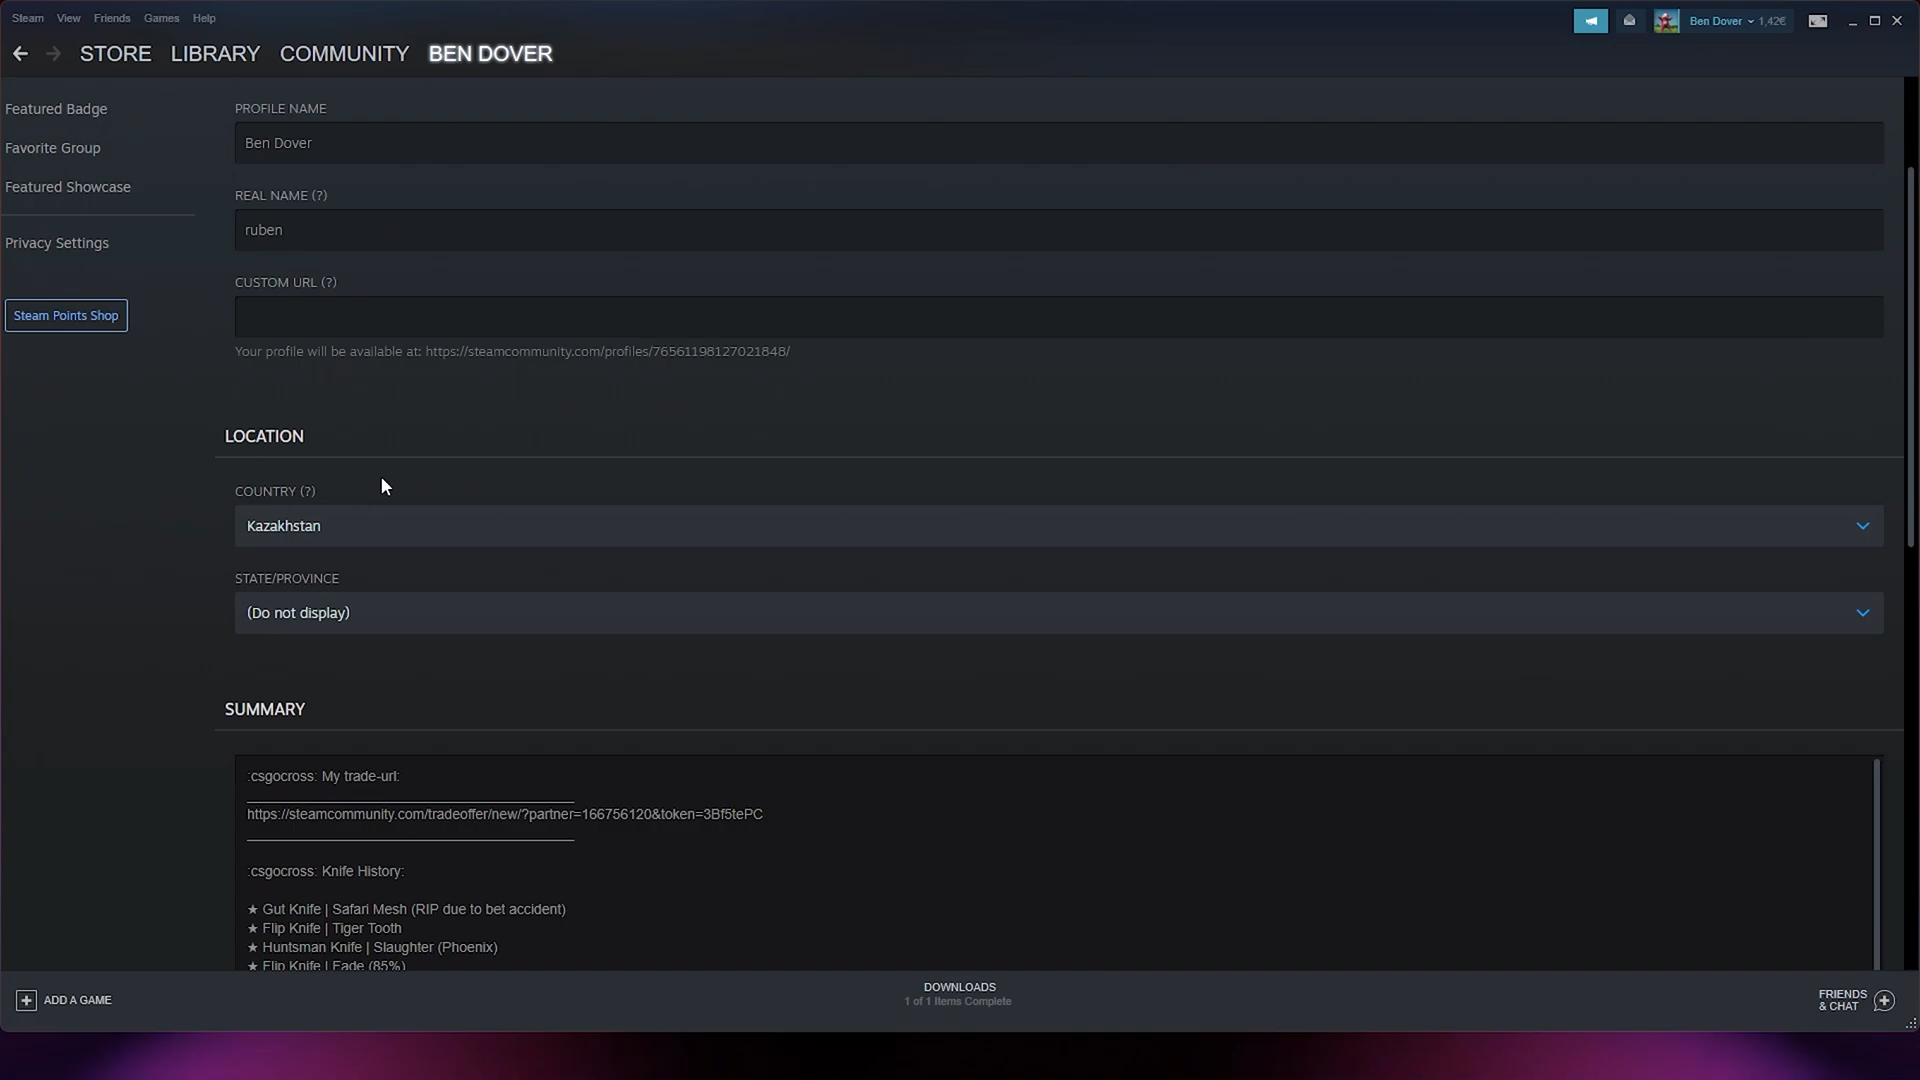 Steam View Friends Games Help
Ben Dover 1,42€
STORE LIBRARY COMMUNITY BEN DOVER
Featured Badge
Favorite Group
Featured Showcase
Privacy Settings
Steam Points Shop
PROFILE NAME
Ben Dover
REAL NAME (?)
ruben
CUSTOM URL (?)
Your profile will be available at: https://steamcommunity.com/profiles/76561198127021848/
LOCATION
COUNTRY (?)
Kazakhstan
STATE/PROVINCE
(Do not display)
SUMMARY
:csgocross: My trade-url:
https://steamcommunity.com/tradeoffer/new/?partner=166756120&token=3Bf5tePC
:csgocross: Knife History:
★ Gut Knife | Safari Mesh (RIP due to bet accident)
★ Flip Knife | Tiger Tooth
★ Huntsman Knife | Slaughter (Phoenix)
★ Flip Knife | Fade (85%)
ADD A GAME
DOWNLOADS
1 of 1 Items Complete
FRIENDS
& CHAT